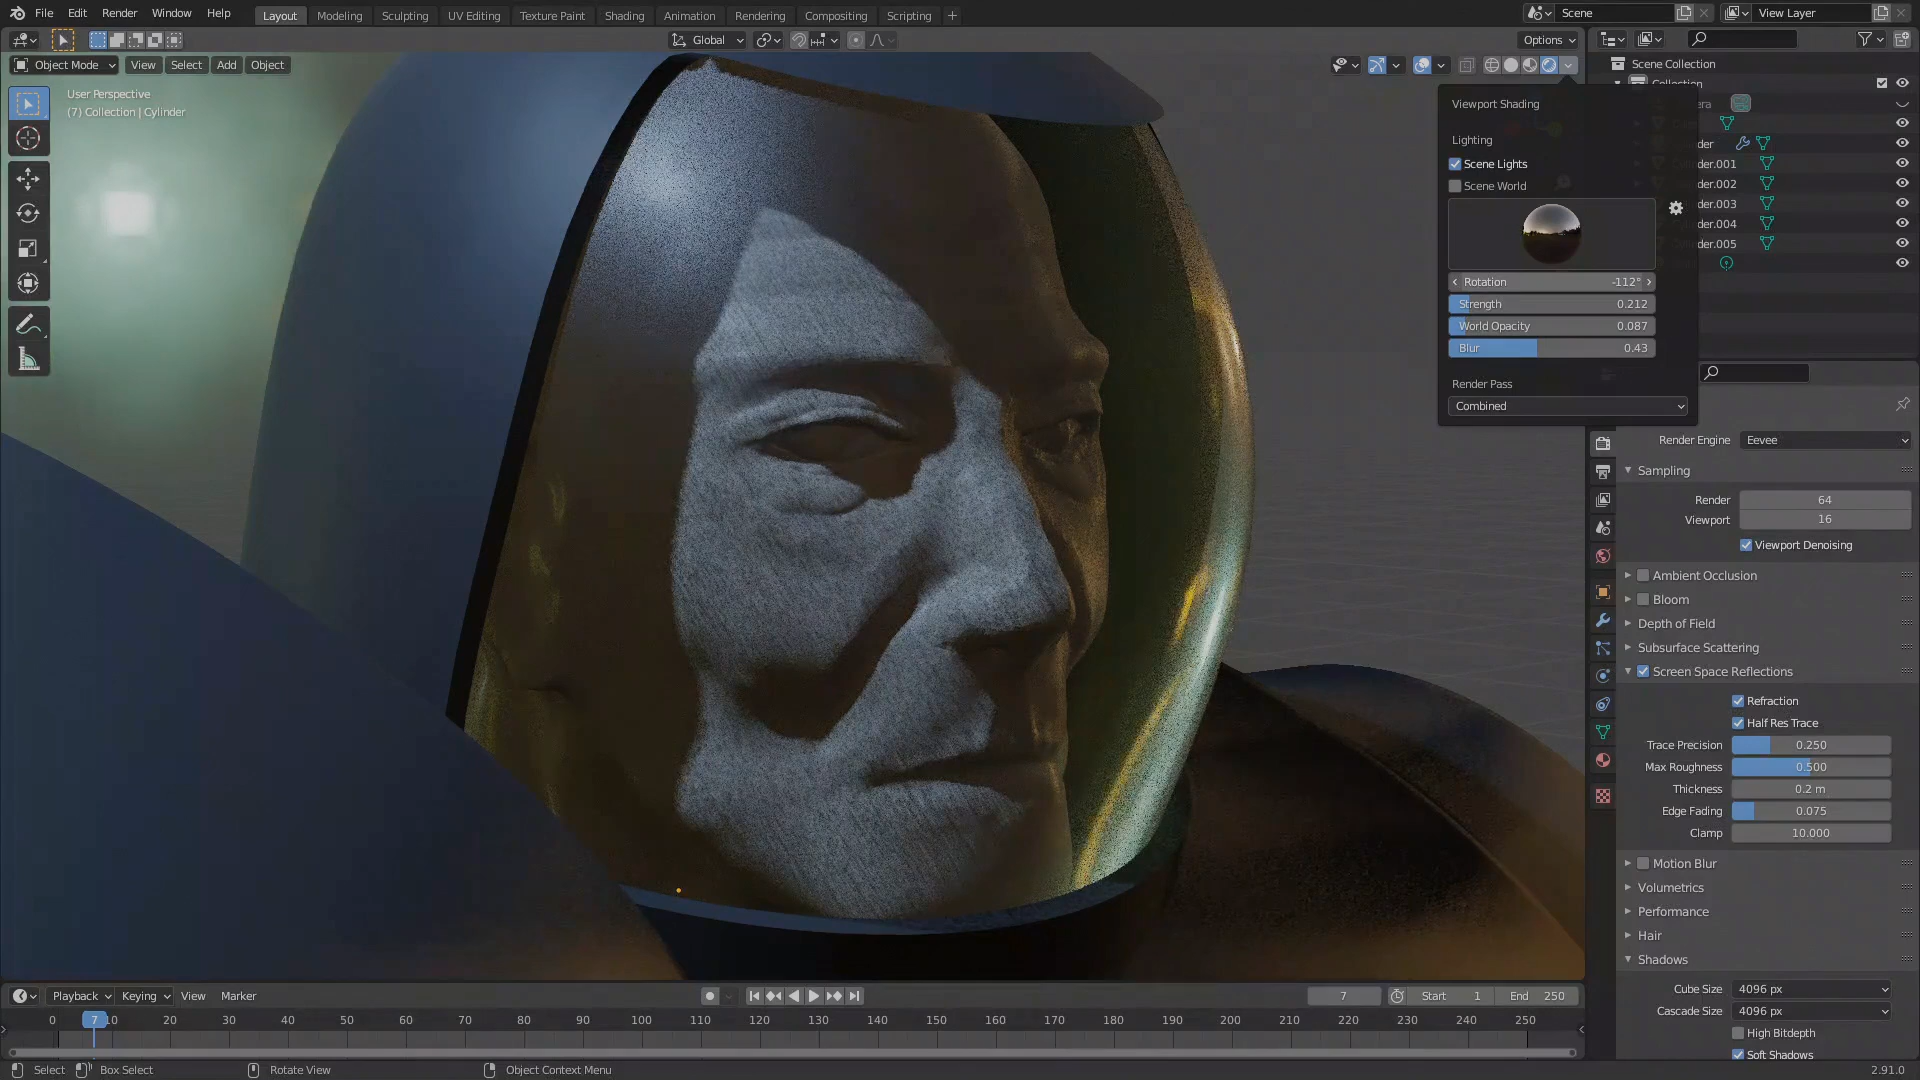 File Edit Render Window Help Layout Modeling Sculpting UV Editing Texture Paint Shading Animation Rendering Compositing Scripting + Scene View Layer
Global Options
Object Mode View Select Add Object
User Perspective
(7) Collection | Cylinder
Scene Collection
Collection
Viewport Shading
Lighting
Scene Lights
Scene World
der.001
der.002
der.003
der.004
der.005
Rotation -112°
Strength 0.212
World Opacity 0.087
Blur 0.43
Render Pass
Combined
Render Engine Eevee
Sampling
Render 64
Viewport 16
Viewport Denoising
Ambient Occlusion
Bloom
Depth of Field
Subsurface Scattering
Screen Space Reflections
Refraction
Half Res Trace
Trace Precision 0.250
Max Roughness 0.500
Thickness 0.2 m
Edge Fading 0.075
Clamp 10.000
Motion Blur
Volumetrics
Performance
Hair
Shadows
Cube Size 4096 px
Cascade Size 4096 px
High Bitdepth
Soft Shadows
Playback Keying View Marker 7 Start 1 End 250
0 7 10 20 30 40 50 60 70 80 90 100 110 120 130 140 150 160 170 180 190 200 210 220 230 240 250
Select Box Select Rotate View Object Context Menu 2.91.0